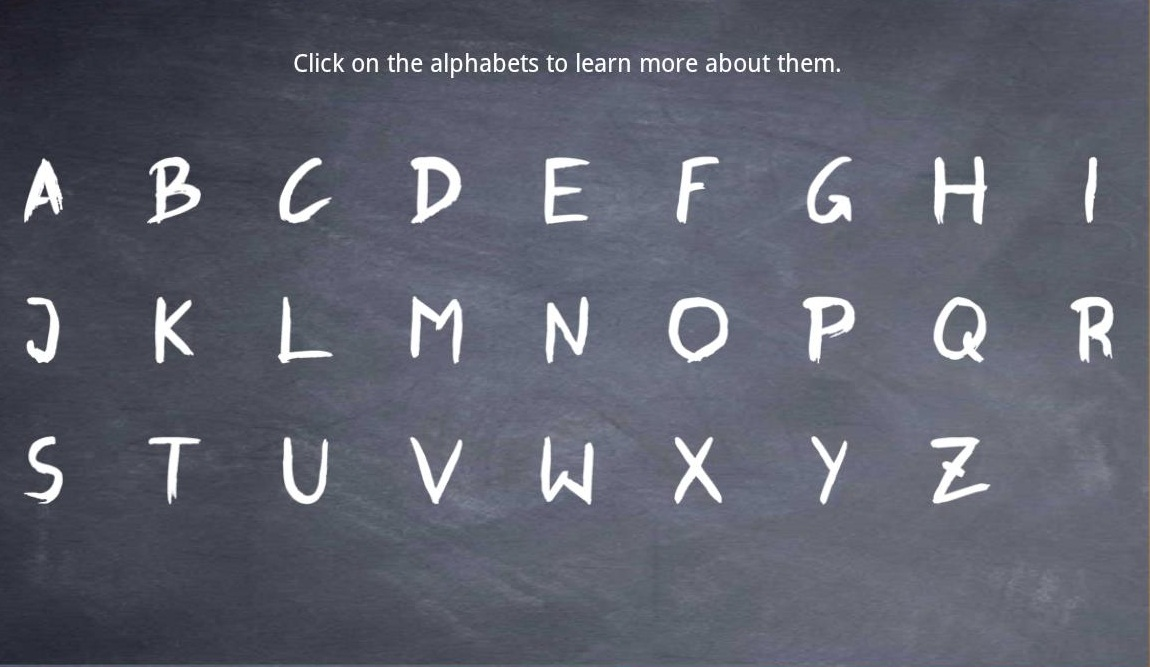 Click on the alphabets to learn more about them.
A B C D E F G H I
J K L M N O P Q R
S T U V W X Y Z